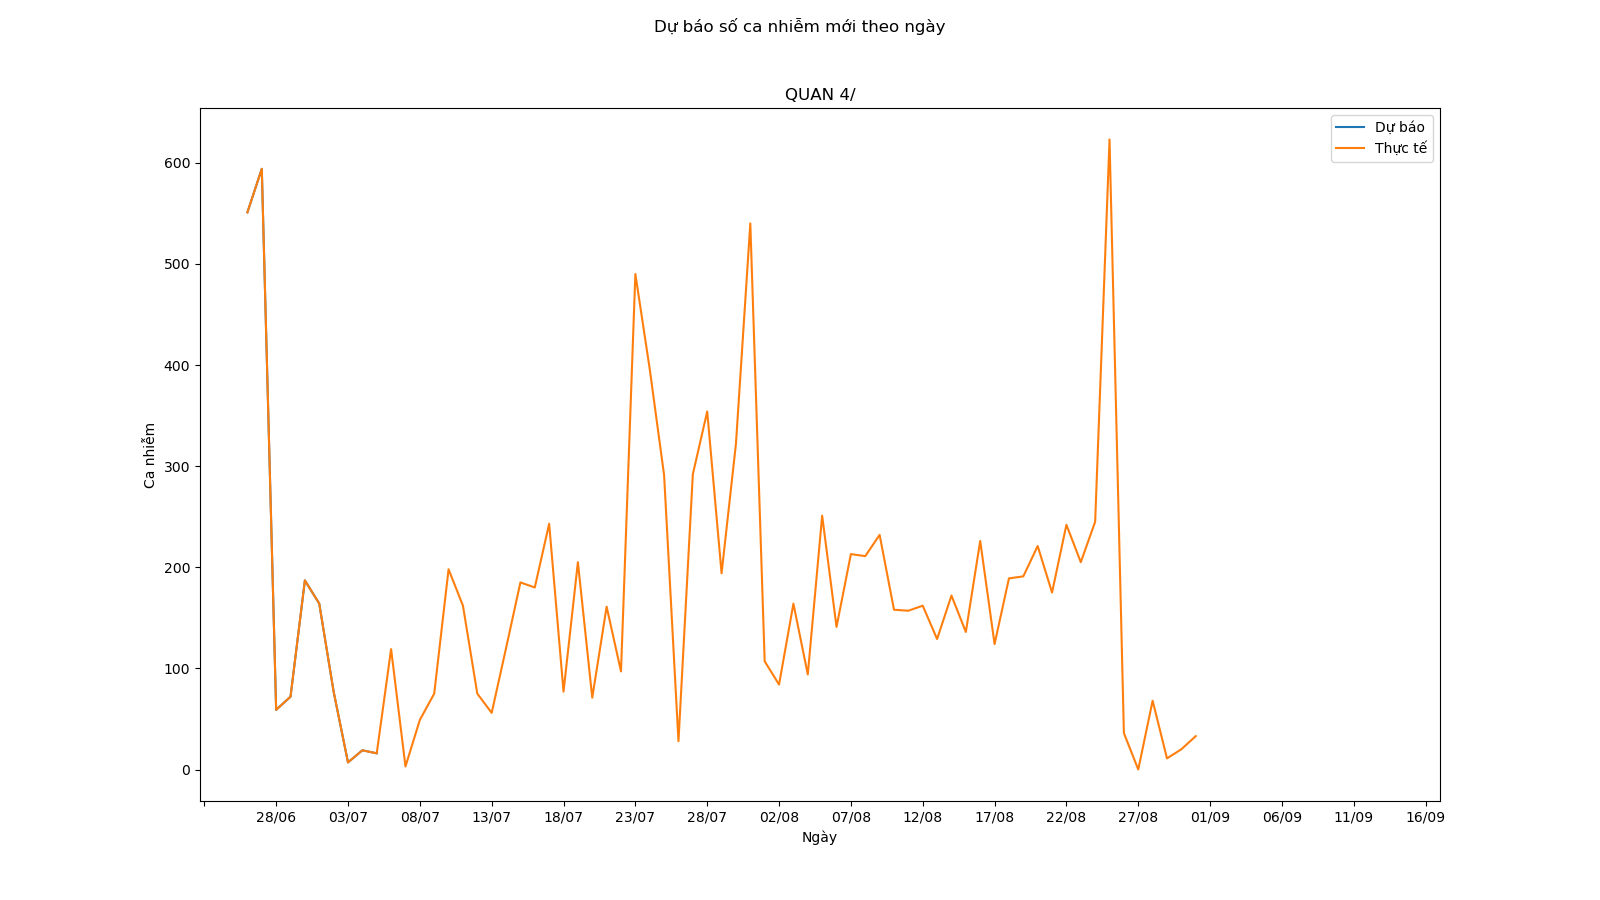 Dự báo số ca nhiễm mới theo ngày
QUAN 4/
Dự báo
Thực tế
600
500
400
300
200
100
0
Ca nhiễm
28/06 03/07 08/07 13/07 18/07 23/07 28/07 02/08 07/08 12/08 17/08 22/08 27/08 01/09 06/09 11/09 16/09
Ngày